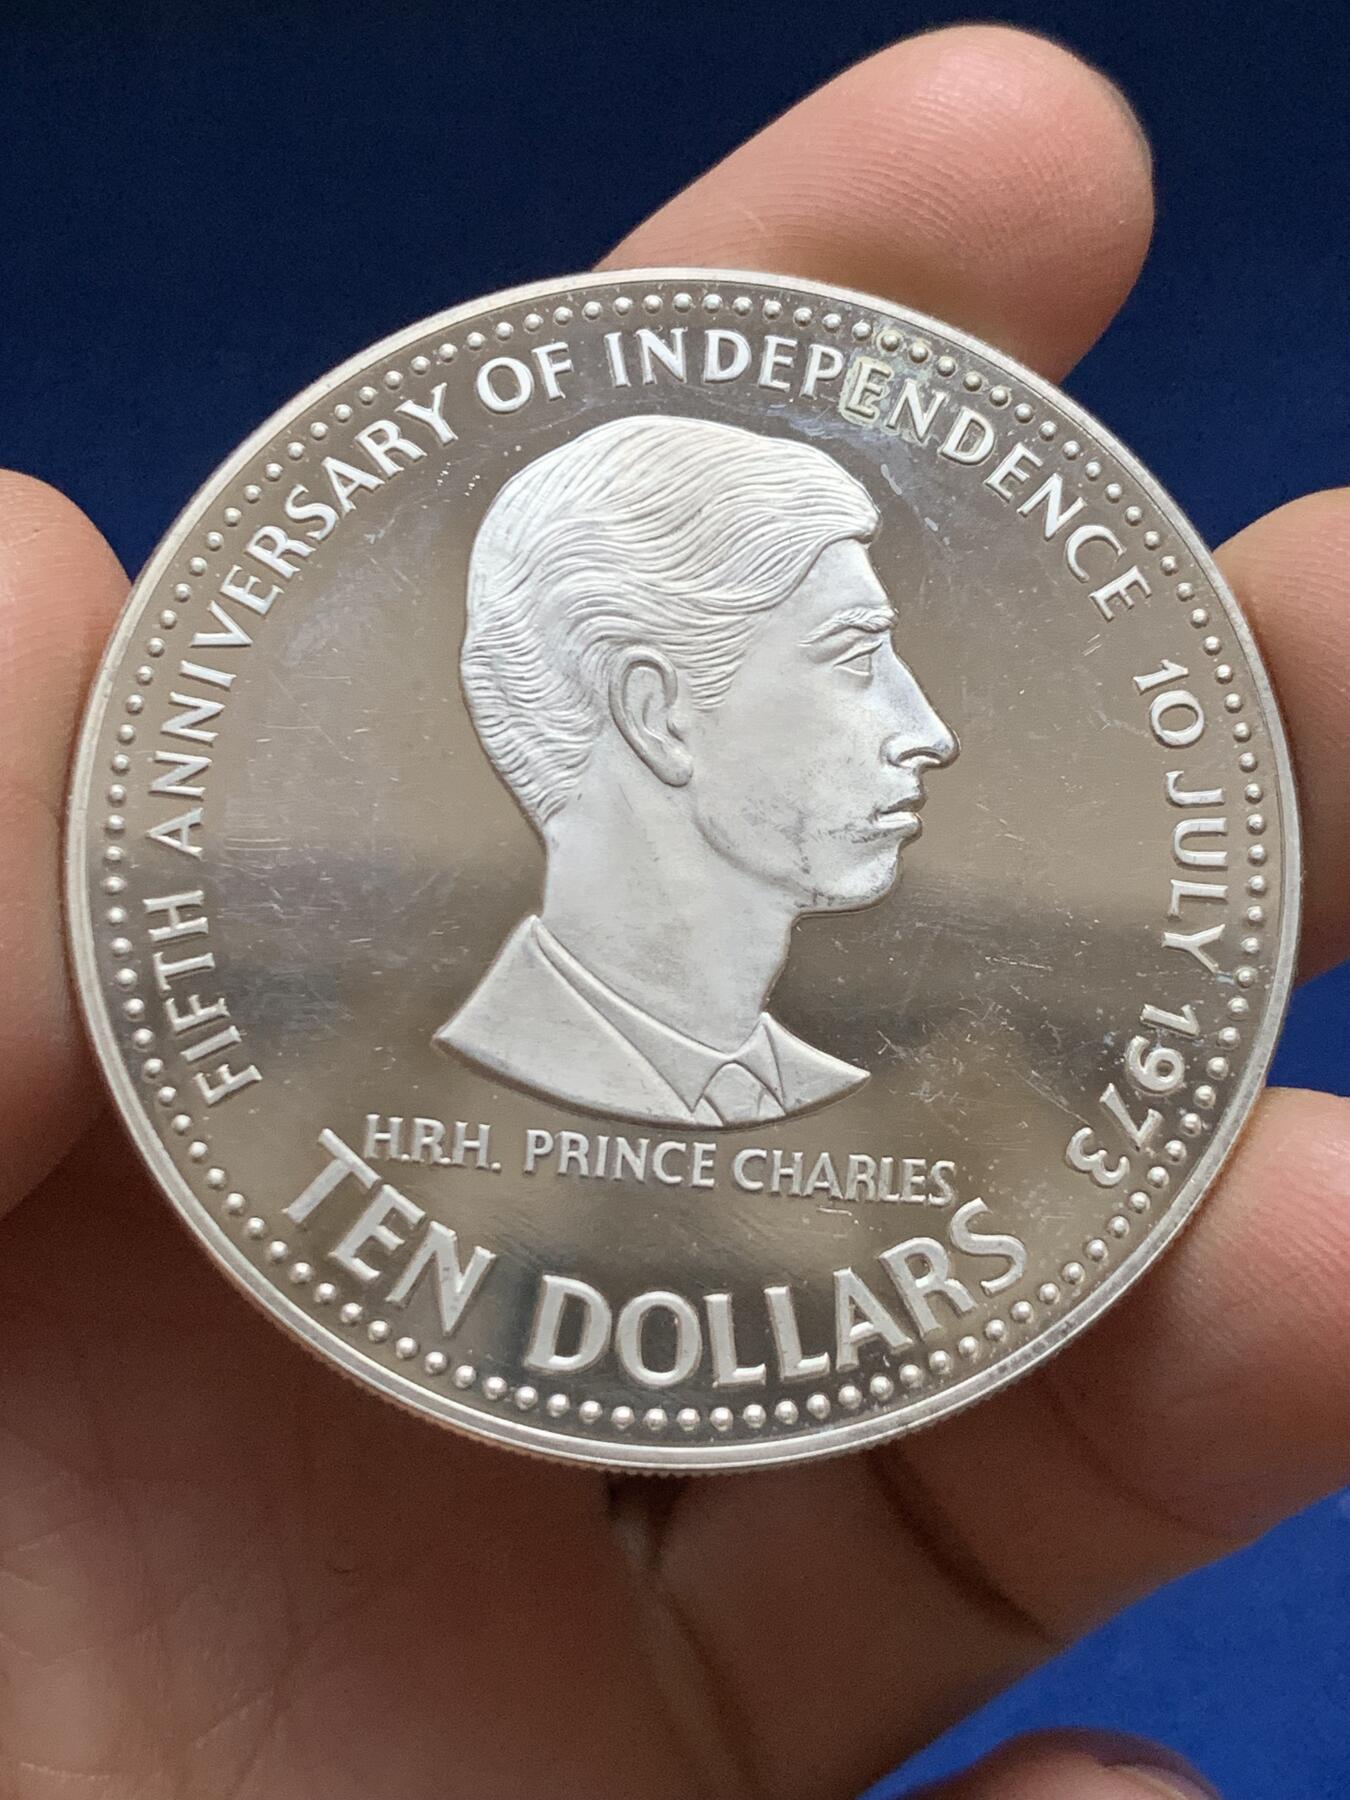 FIFTH ANNIVERSARY OF INDEPENDENCE 10 JULY 1973
H.R.H. PRINCE CHARLES
TEN DOLLARS